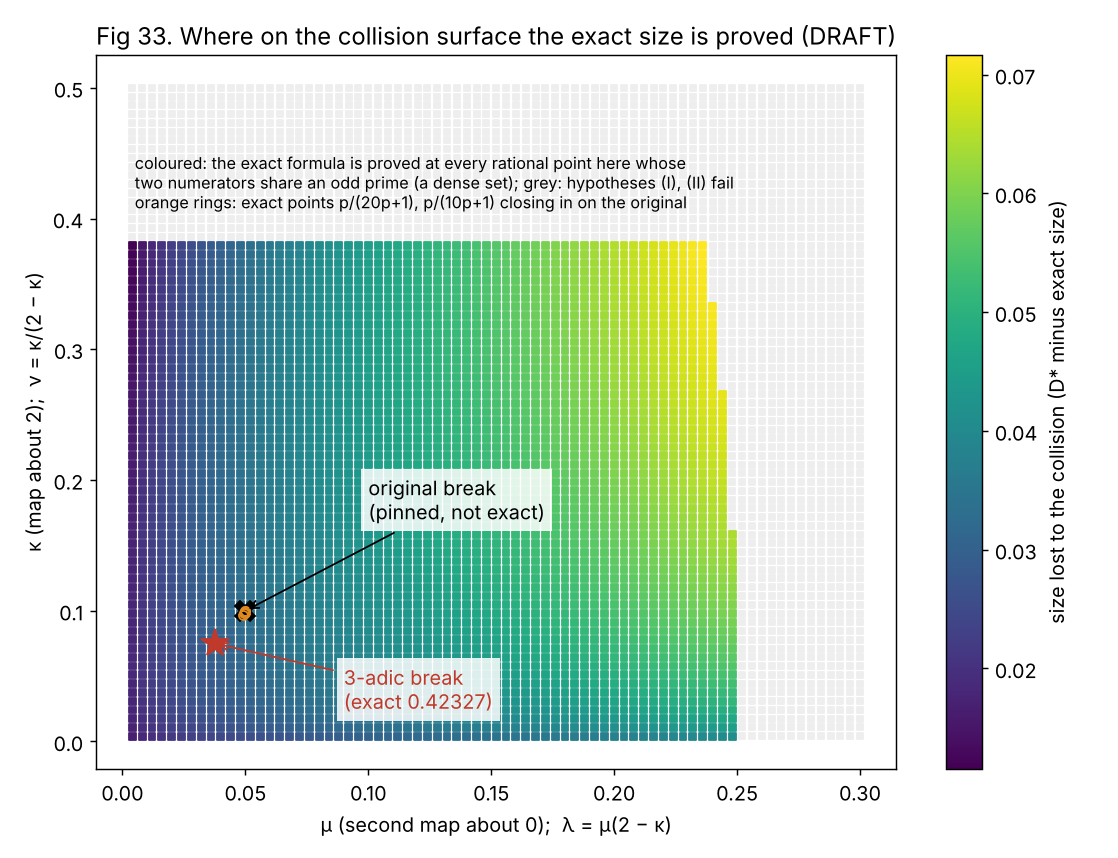 Fig 33. Where on the collision surface the exact size is proved (DRAFT)
coloured: the exact formula is proved at every rational point here whose
two numerators share an odd prime (a dense set); grey: hypotheses (I), (II) fail
orange rings: exact points p/(20p+1), p/(10p+1) closing in on the original
original break
(pinned, not exact)
3-adic break
(exact 0.42327)
0.5
0.4
0.3
0.2
0.1
0.0
κ (map about 2); ν = κ/(2 − κ)
0.00 0.05 0.10 0.15 0.20 0.25 0.30
μ (second map about 0); λ = μ(2 − κ)
0.07
0.06
0.05
0.04
0.03
0.02
size lost to the collision (D* minus exact size)